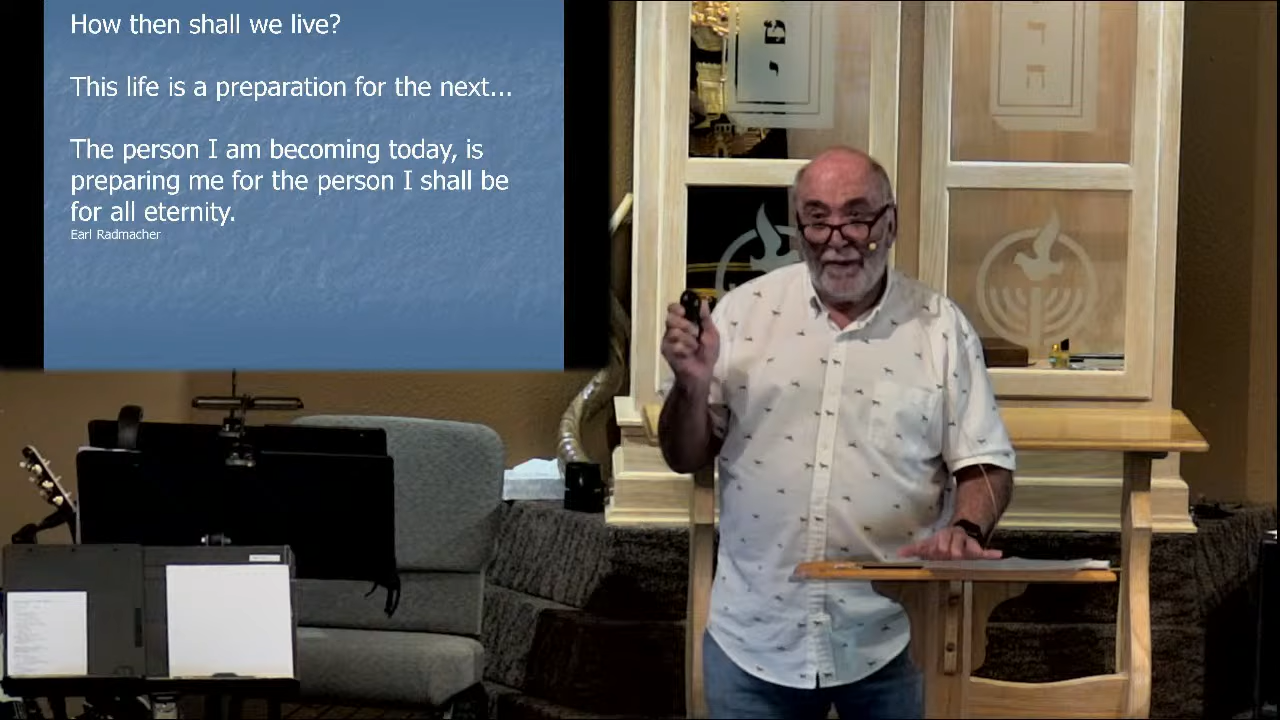 How then shall we live?
This life is a preparation for the next...
The person I am becoming today, is
preparing me for the person I shall be
for all eternity.
Earl Radmacher